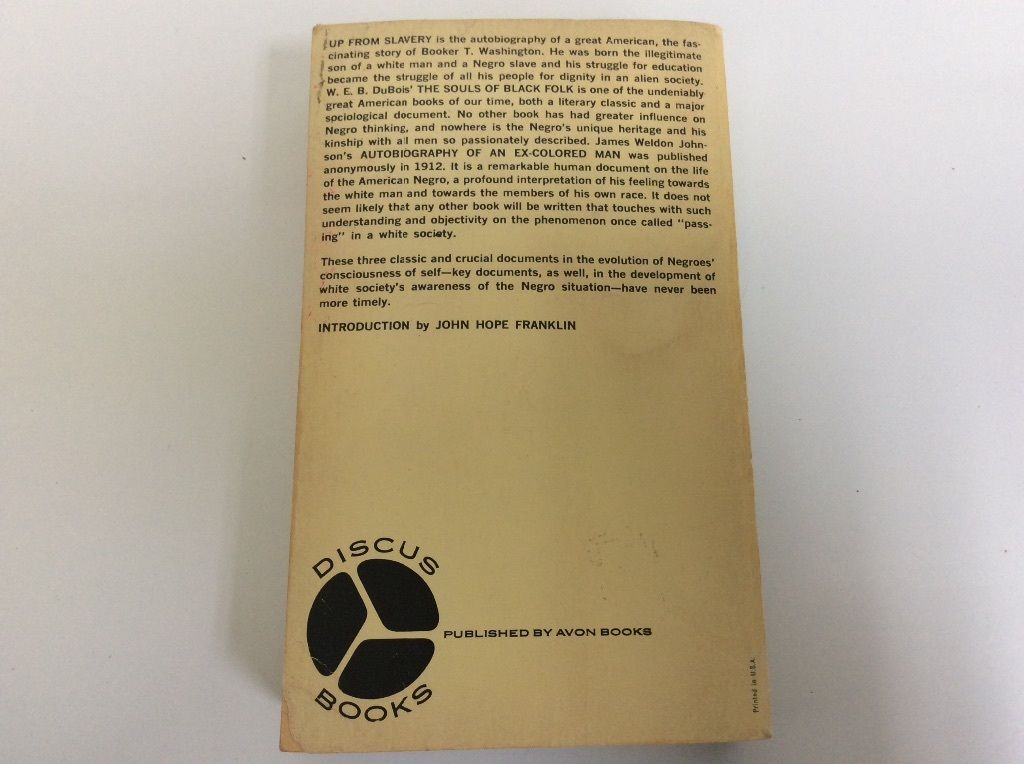 UP FROM SLAVERY is the autobiography of a great American, the fas-
cinating story of Booker T. Washington. He was born the illegitimate
son of a white man and a Negro slave and his struggle for education
became the struggle of all his people for dignity in an alien society.
W. E. B. DuBois' THE SOULS OF BLACK FOLK is one of the undeniably
great American books of our time, both a literary classic and a major
sociological document. No other book has had greater influence on
Negro thinking, and nowhere is the Negro's unique heritage and his
kinship with all men so passionately described. James Weldon John-
son's AUTOBIOGRAPHY OF AN EX-COLORED MAN was published
anonymously in 1912. It is a remarkable human document on the life
of the American Negro, a profound interpretation of his feeling towards
the white man and towards the members of his own race. It does not
seem likely that any other book will be written that touches with such
understanding and objectivity on the phenomenon once called "pass-
ing" in a white society.
These three classic and crucial documents in the evolution of Negroes'
consciousness of self—key documents, as well, in the development of
white society's awareness of the Negro situation—have never been
more timely.
INTRODUCTION by JOHN HOPE FRANKLIN
DISCUS
BOOKS
PUBLISHED BY AVON BOOKS
Printed in U.S.A.